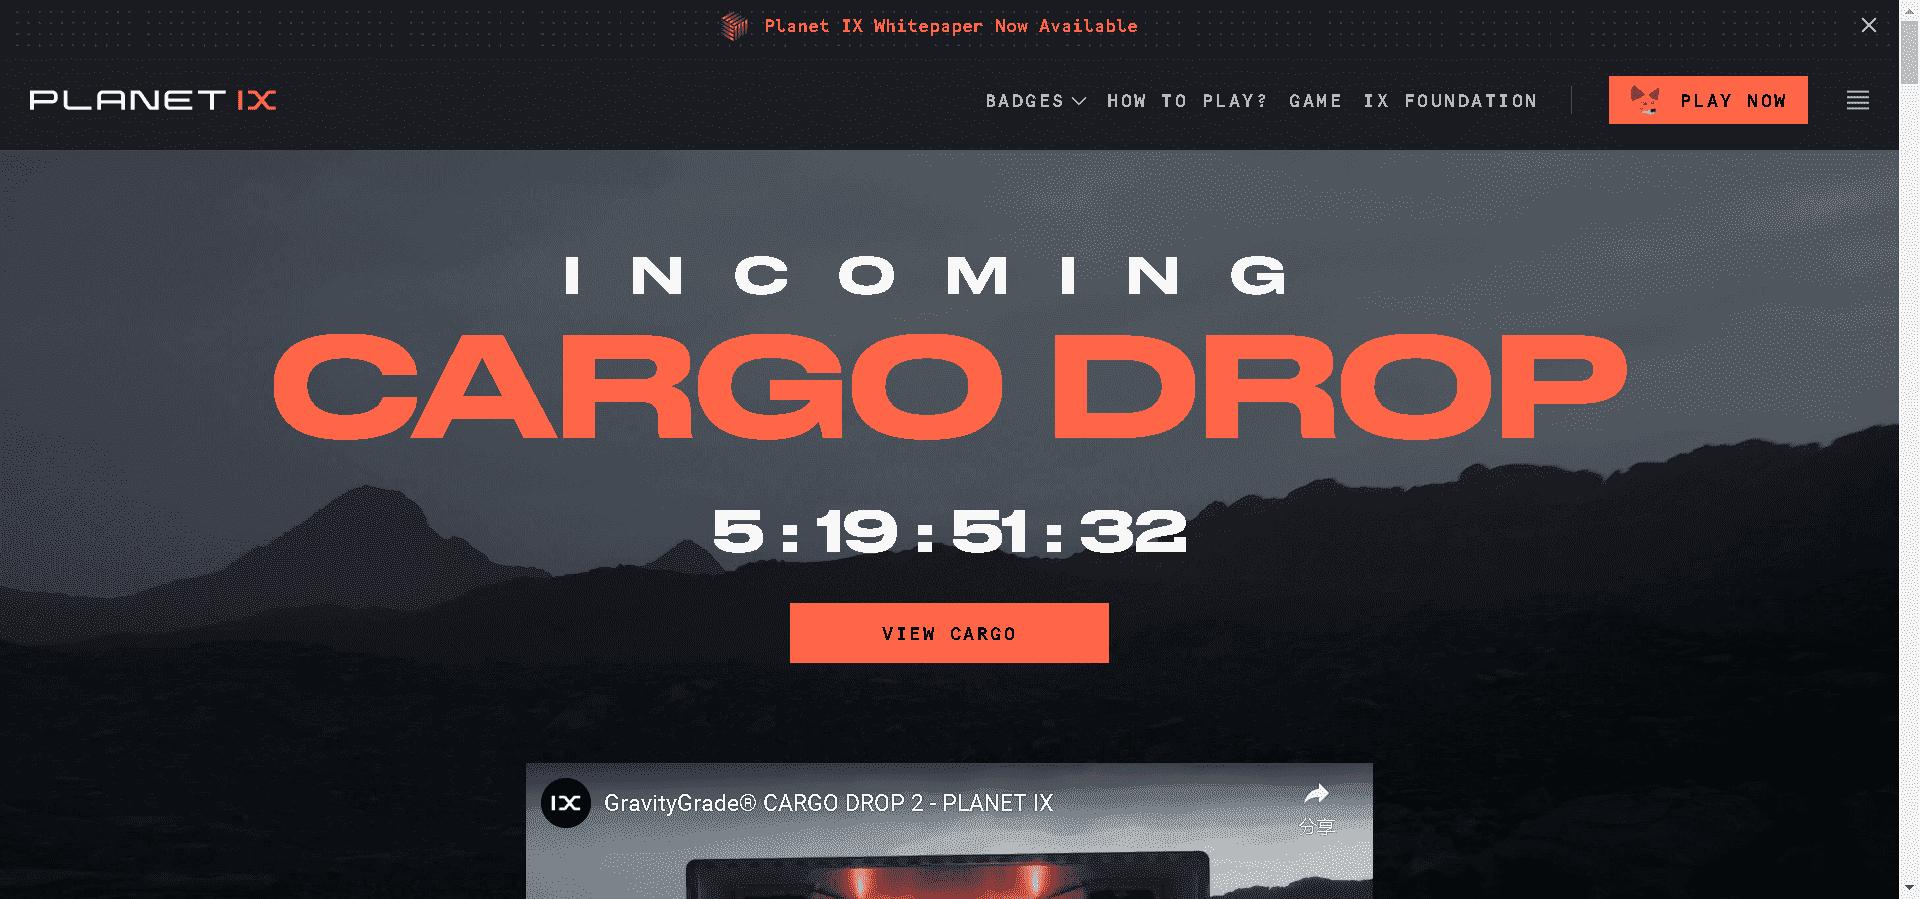 Planet IX Whitepaper Now Available
PLANET IX
BADGES HOW TO PLAY? GAME IX FOUNDATION PLAY NOW
INCOMING
CARGO DROP
5 : 19 : 51 : 32
VIEW CARGO
IX GravityGrade® CARGO DROP 2 - PLANET IX
分享